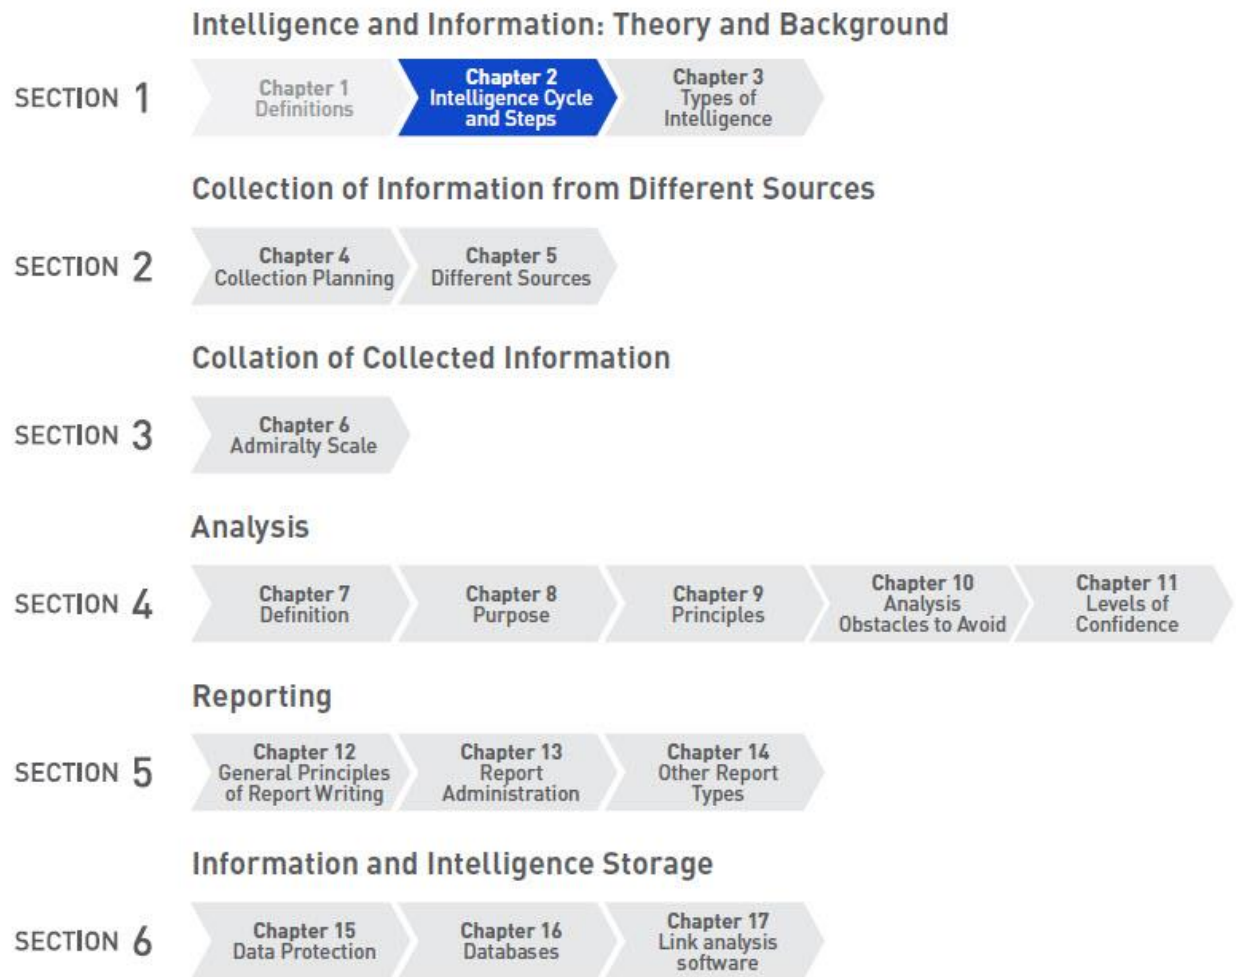 Intelligence and Information: Theory and Background
SECTION 1
Chapter 1
Definitions
Chapter 2
Intelligence Cycle
and Steps
Chapter 3
Types of
Intelligence
Collection of Information from Different Sources
SECTION 2
Chapter 4
Collection Planning
Chapter 5
Different Sources
Collation of Collected Information
SECTION 3
Chapter 6
Admiralty Scale
Analysis
SECTION 4
Chapter 7
Definition
Chapter 8
Purpose
Chapter 9
Principles
Chapter 10
Analysis
Obstacles to Avoid
Chapter 11
Levels of
Confidence
Reporting
SECTION 5
Chapter 12
General Principles
of Report Writing
Chapter 13
Report
Administration
Chapter 14
Other Report
Types
Information and Intelligence Storage
SECTION 6
Chapter 15
Data Protection
Chapter 16
Databases
Chapter 17
Link analysis
software